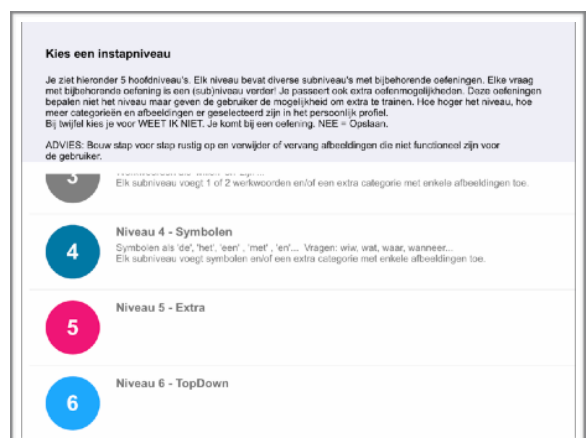 Kies een instapniveau
Je ziet hieronder 5 hoofdniveau's. Elk niveau bevat diverse subniveau's met bijbehorende oefeningen. Elke vraag
met bijbehorende oefening is een (sub)niveau verder! Je passeert ook extra oefenmogelijkheden. Deze oefeningen
bepalen niet het niveau maar geven de gebruiker de mogelijkheid om extra te trainen. Hoe hoger het niveau, hoe
meer categorieën en afbeeldingen er geselecteerd zijn in het persoonlijk profiel.
Bij twijfel kies je voor WEET IK NIET. Je komt bij een oefening. NEE = Opslaan.
ADVIES: Bouw stap voor stap rustig op en verwijder of vervang afbeeldingen die niet functioneel zijn voor
de gebruiker.
3
Elk subniveau voegt 1 of 2 werkwoorden en/of een extra categorie met enkele afbeeldingen toe.
4
Niveau 4 - Symbolen
Symbolen als 'de', 'het', 'een' , 'met' , 'en'... Vragen: wiw, wat, waar, wanneer...
Elk subniveau voegt symbolen en/of een extra categorie met enkele afbeeldingen toe.
5
Niveau 5 - Extra
6
Niveau 6 - TopDown